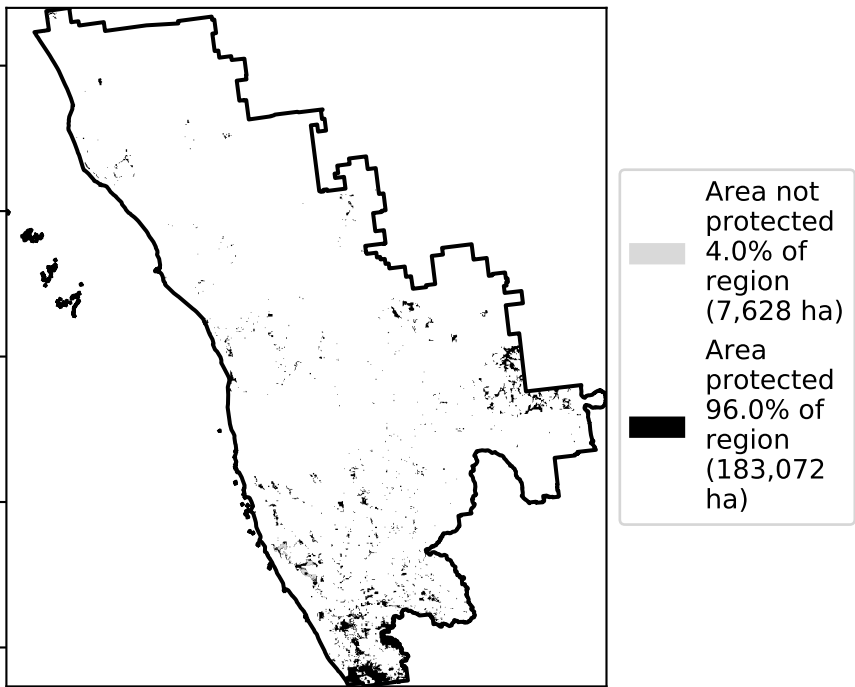 Area not
protected
4.0% of
region
(7,628 ha)
Area
protected
96.0% of
region
(183,072
ha)